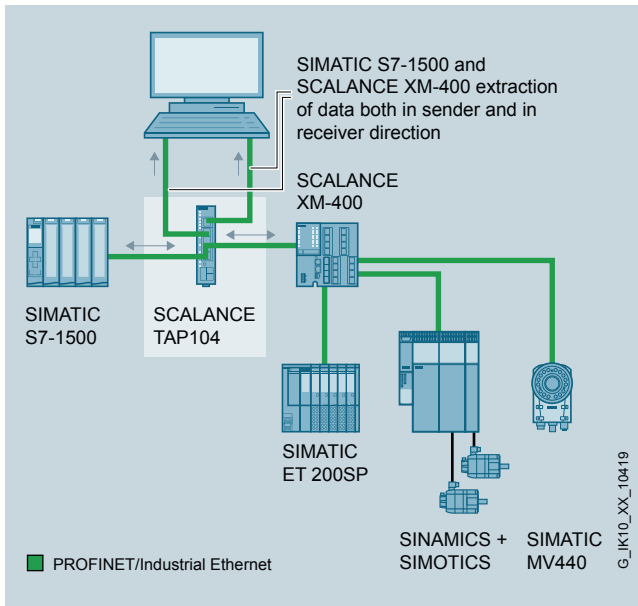 SIMATIC S7-1500 and
SCALANCE XM-400 extraction
of data both in sender and in
receiver direction
SCALANCE
XM-400
SIMATIC
S7-1500
SCALANCE
TAP104
SIMATIC
ET 200SP
SINAMICS +
SIMOTICS
SIMATIC
MV440
PROFINET/Industrial Ethernet
G_IK10_XX_10419